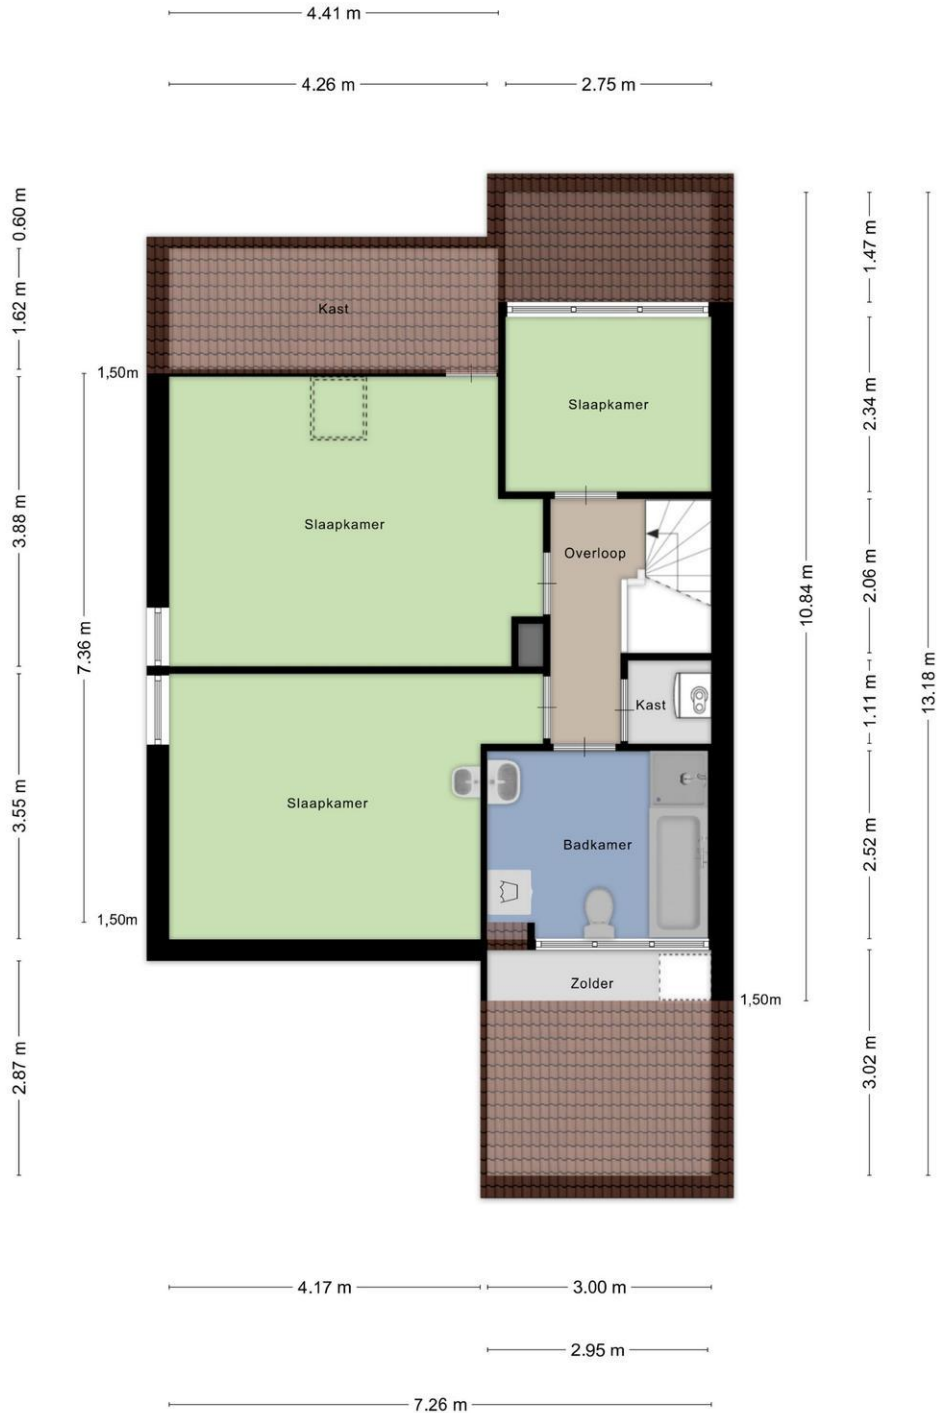 4.41 m
4.26 m
2.75 m
0.60 m
1.62 m
3.88 m
3.55 m
2.87 m
7.36 m
1,50m
1,50m
Kast
Slaapkamer
Slaapkamer
Overloop
Kast
Slaapkamer
Badkamer
Zolder
1,50m
10.84 m
1.47 m
2.34 m
2.06 m
1.11 m
2.52 m
3.02 m
13.18 m
4.17 m
3.00 m
2.95 m
7.26 m